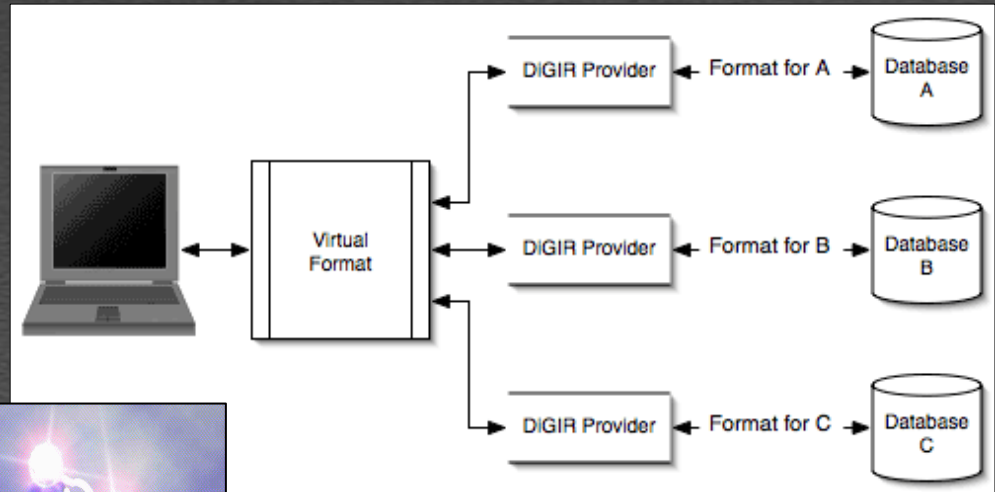 DiGIR Provider
Format for A
Database
A
Virtual
Format
DiGIR Provider
Format for B
Database
B
DiGIR Provider
Format for C
Database
C